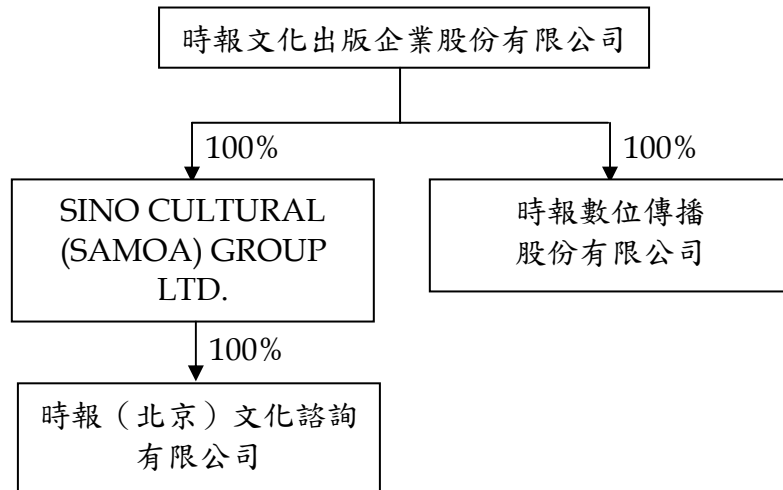 時報文化出版企業股份有限公司
100%
100%
SINO CULTURAL
(SAMOA) GROUP
LTD.
時報數位傳播
股份有限公司
100%
時報（北京）文化諮詢
有限公司